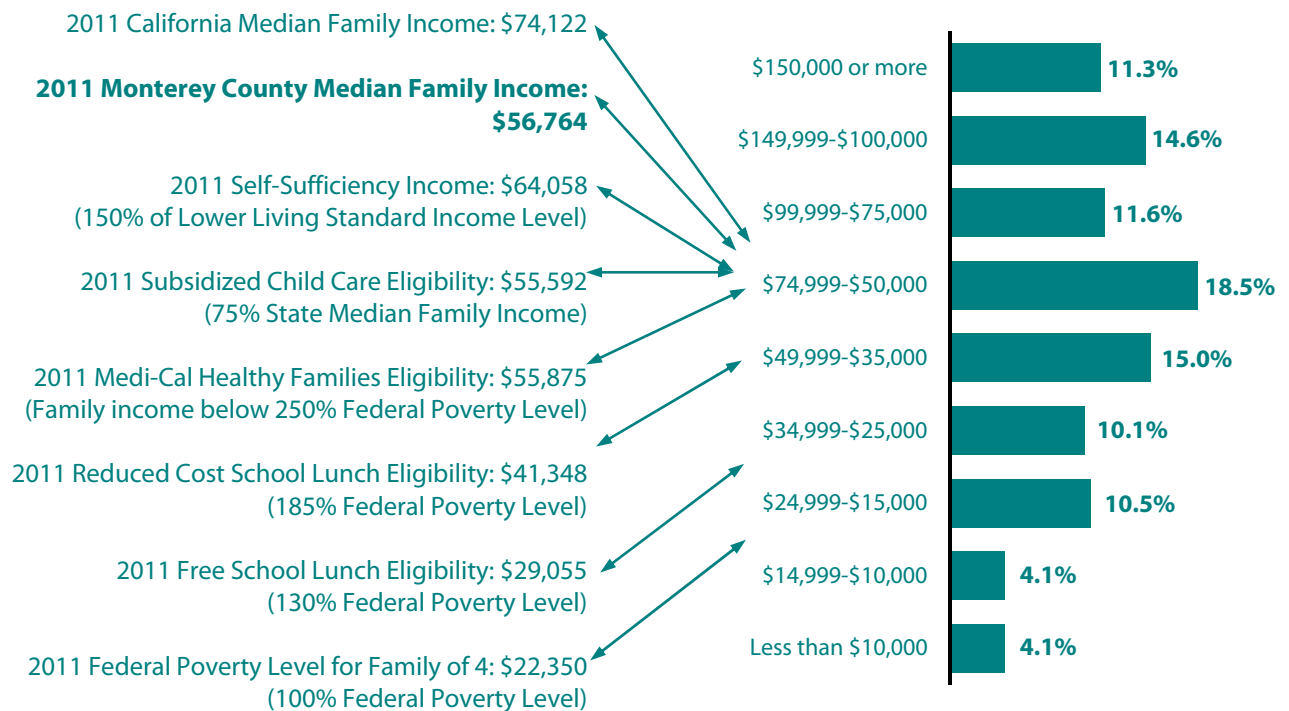 2011 California Median Family Income: $74,122
2011 Monterey County Median Family Income:
$56,764
2011 Self-Sufficiency Income: $64,058
(150% of Lower Living Standard Income Level)
2011 Subsidized Child Care Eligibility: $55,592
(75% State Median Family Income)
2011 Medi-Cal Healthy Families Eligibility: $55,875
(Family income below 250% Federal Poverty Level)
2011 Reduced Cost School Lunch Eligibility: $41,348
(185% Federal Poverty Level)
2011 Free School Lunch Eligibility: $29,055
(130% Federal Poverty Level)
2011 Federal Poverty Level for Family of 4: $22,350
(100% Federal Poverty Level)
$150,000 or more 11.3%
$149,999-$100,000 14.6%
$99,999-$75,000 11.6%
$74,999-$50,000 18.5%
$49,999-$35,000 15.0%
$34,999-$25,000 10.1%
$24,999-$15,000 10.5%
$14,999-$10,000 4.1%
Less than $10,000 4.1%